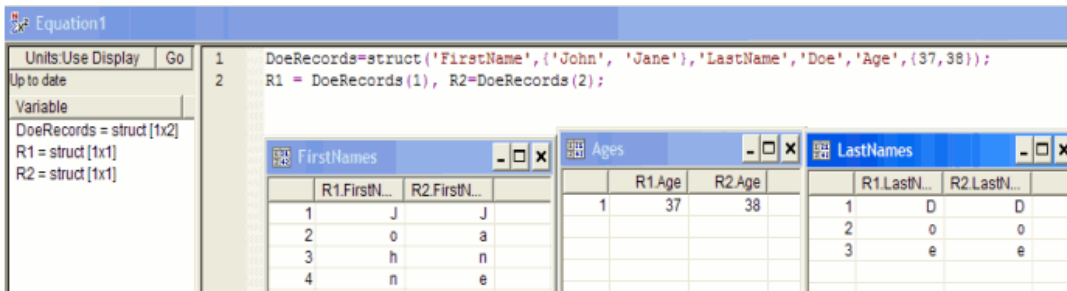 Equation1
Units:Use Display Go
Up to date
Variable
DoeRecords = struct [1x2]
R1 = struct [1x1]
R2 = struct [1x1]
1 DoeRecords=struct('FirstName',{'John', 'Jane'},'LastName','Doe','Age',{37,38});
2 R1 = DoeRecords(1), R2=DoeRecords(2);
FirstNames
R1.FirstN... R2.FirstN...
1 J J
2 o a
3 h n
4 n e
Ages
R1.Age R2.Age
1 37 38
LastNames
R1.LastN... R2.LastN...
1 D D
2 o o
3 e e